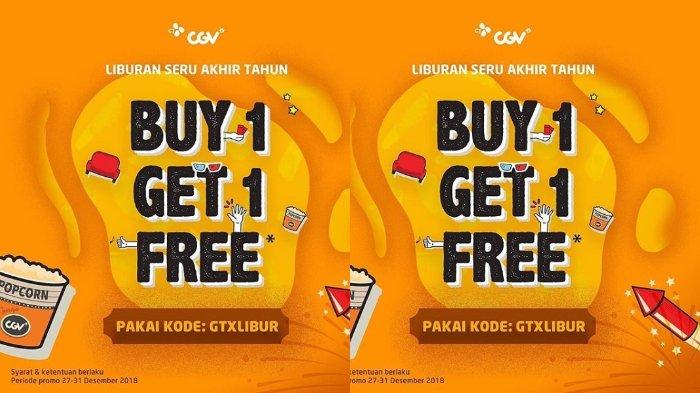 CGV
LIBURAN SERU AKHIR TAHUN
BUY 1
GET 1
FREE*
PAKAI KODE: GTXLIBUR
POPCORN
CGV
Syarat & ketentuan berlaku
Periode promo 27-31 Desember 2018
CGV
LIBURAN SERU AKHIR TAHUN
BUY 1
GET 1
FREE*
PAKAI KODE: GTXLIBUR
ketentuan berlaku
promo 27-31 Desember 2018